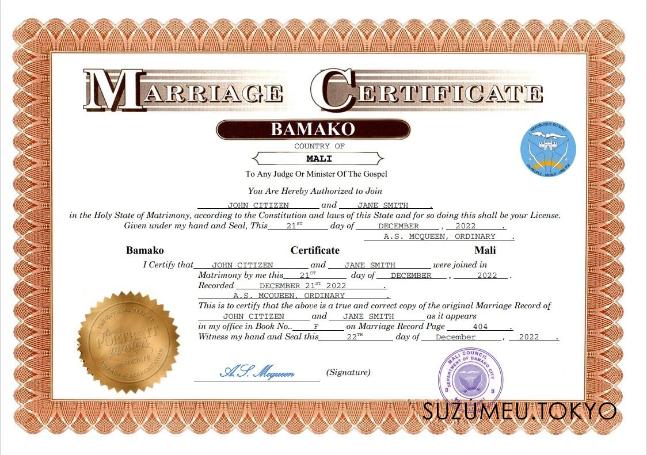 MARRIAGE CERTIFICATE
BAMAKO
COUNTRY OF
MALI
To Any Judge Or Minister Of The Gospel
You Are Hereby Authorized to Join
JOHN CITIZEN and JANE SMITH .
in the Holy State of Matrimony, according to the Constitution and laws of this State and for so doing this shall be your License.
Given under my hand and Seal, This 21ST day of DECEMBER , 2022 .
A.S. MCQUEEN, ORDINARY .
Bamako Certificate Mali
I Certify that JOHN CITIZEN and JANE SMITH were joined in
Matrimony by me this 21ST day of DECEMBER , 2022 .
Recorded DECEMBER 21ST 2022 .
A.S. MCQUEEN, ORDINARY .
This is to certify that the above is a true and correct copy of the original Marriage Record of
JOHN CITIZEN and JANE SMITH as it appears
in my office in Book No.. F on Marriage Record Page 404 .
Witness my hand and Seal this 22TH day of December , 2022 .
A.S. Mcqueen (Signature)
MALI COUNCIL
DEPARTMENT OF BAMAKO CITY
SUZUMEU.TOKYO